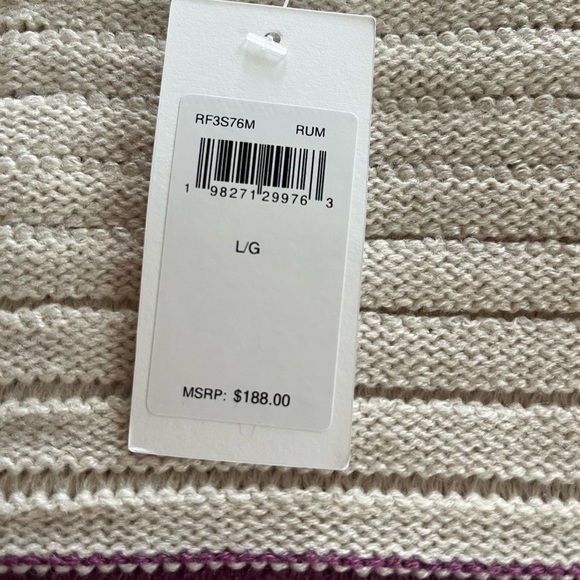 RF3S76M RUM
1 98271 29976 3
L/G
MSRP: $188.00